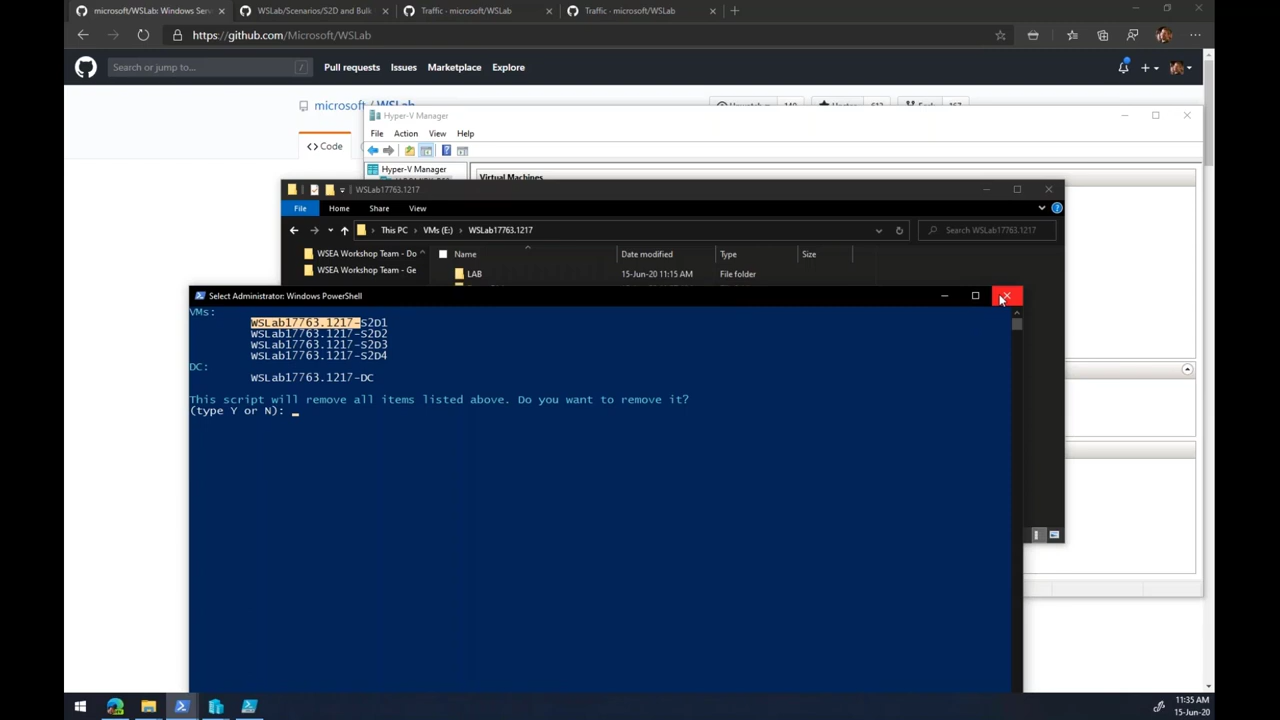 microsoft/WSLab: Windows Ser
WSLab/Scenarios/S2D and Bulk
Traffic · microsoft/WSLab
Traffic · microsoft/WSLab
https://github.com/Microsoft/WSLab
Search or jump to...
/
Pull requests
Issues
Marketplace
Explore
microsoft / WSLab
<> Code
Hyper-V Manager
File
Action
View
Help
Hyper-V Manager
Virtual Machines
WSLab17763.1217
File
Home
Share
View
This PC > VMs (E:) > WSLab17763.1217
Search WSLab17763.1217
WSEA Workshop Team - Do
WSEA Workshop Team - Ge
Name
Date modified
Type
Size
LAB
15-Jun-20 11:15 AM
File folder
Select Administrator: Windows PowerShell
VMs:
WSLab17763.1217-S2D1
WSLab17763.1217-S2D2
WSLab17763.1217-S2D3
WSLab17763.1217-S2D4
DC:
WSLab17763.1217-DC
This script will remove all items listed above. Do you want to remove it?
(type Y or N): _
11:35 AM
15-Jun-20